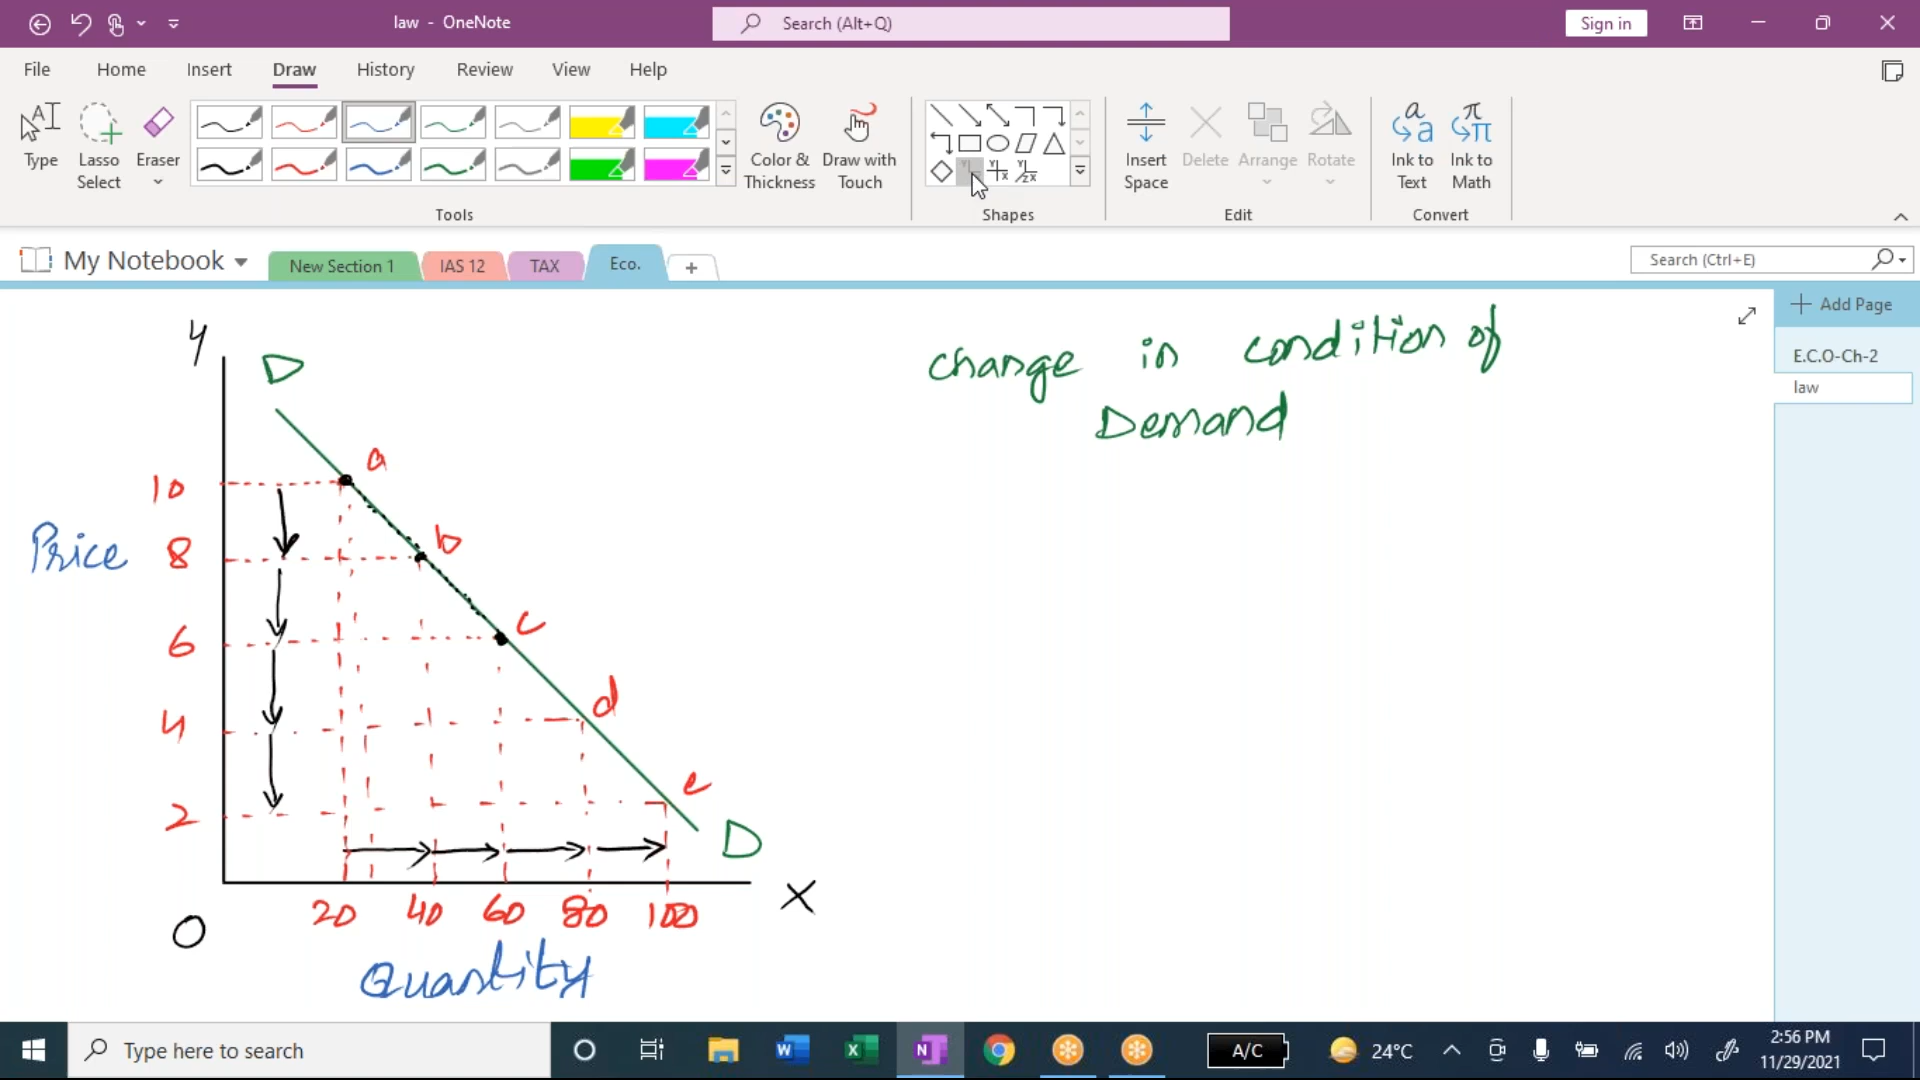 law - OneNote
Search (Alt+Q)
Sign in
File Home Insert Draw History Review View Help
Type
Lasso Select
Eraser
Color & Thickness
Draw with Touch
Insert Space
Delete
Arrange
Rotate
Ink to Text
Ink to Math
Tools
Shapes
Edit
Convert
My Notebook
New Section 1
IAS 12
TAX
Eco.
Search (Ctrl+E)
Add Page
E.C.O-Ch-2
law
change in condition of
Demand
y
D
a
10
b
Price 8
c
6
d
4
e
2
D
20 40 60 80 100
X
O
Quantity
Type here to search
A/C
24°C
2:56 PM
11/29/2021